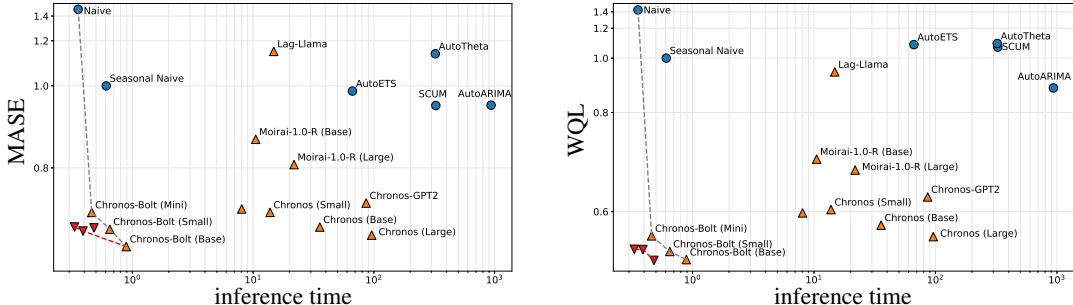 1.4
1.2
1.0
0.8
MASE
Naive
Lag-Llama
AutoTheta
Seasonal Naive
AutoETS
SCUM
AutoARIMA
Moirai-1.0-R (Base)
Moirai-1.0-R (Large)
Chronos-GPT2
Chronos-Bolt (Mini)
Chronos (Small)
Chronos-Bolt (Small)
Chronos (Base)
Chronos-Bolt (Base)
Chronos (Large)
10⁰
10¹
10²
10³
inference time
1.4
1.2
1.0
0.8
0.6
WQL
Naive
AutoETS
AutoTheta
SCUM
Seasonal Naive
Lag-Llama
AutoARIMA
Moirai-1.0-R (Base)
Moirai-1.0-R (Large)
Chronos-GPT2
Chronos (Small)
Chronos (Base)
Chronos-Bolt (Mini)
Chronos (Large)
Chronos-Bolt (Small)
Chronos-Bolt (Base)
10⁰
10¹
10²
10³
inference time